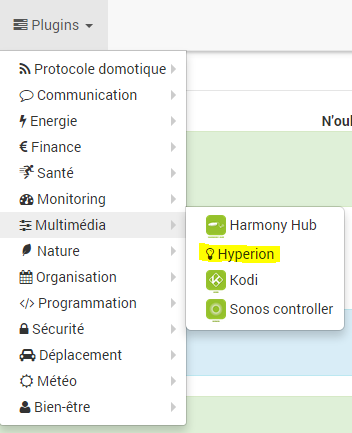 Plugins
N'oul
Protocole domotique
Communication
Energie
Finance
Santé
Monitoring
Multimédia
Harmony Hub
Nature
Hyperion
Organisation
Kodi
Programmation
Sonos controller
Sécurité
Déplacement
Météo
Bien-être